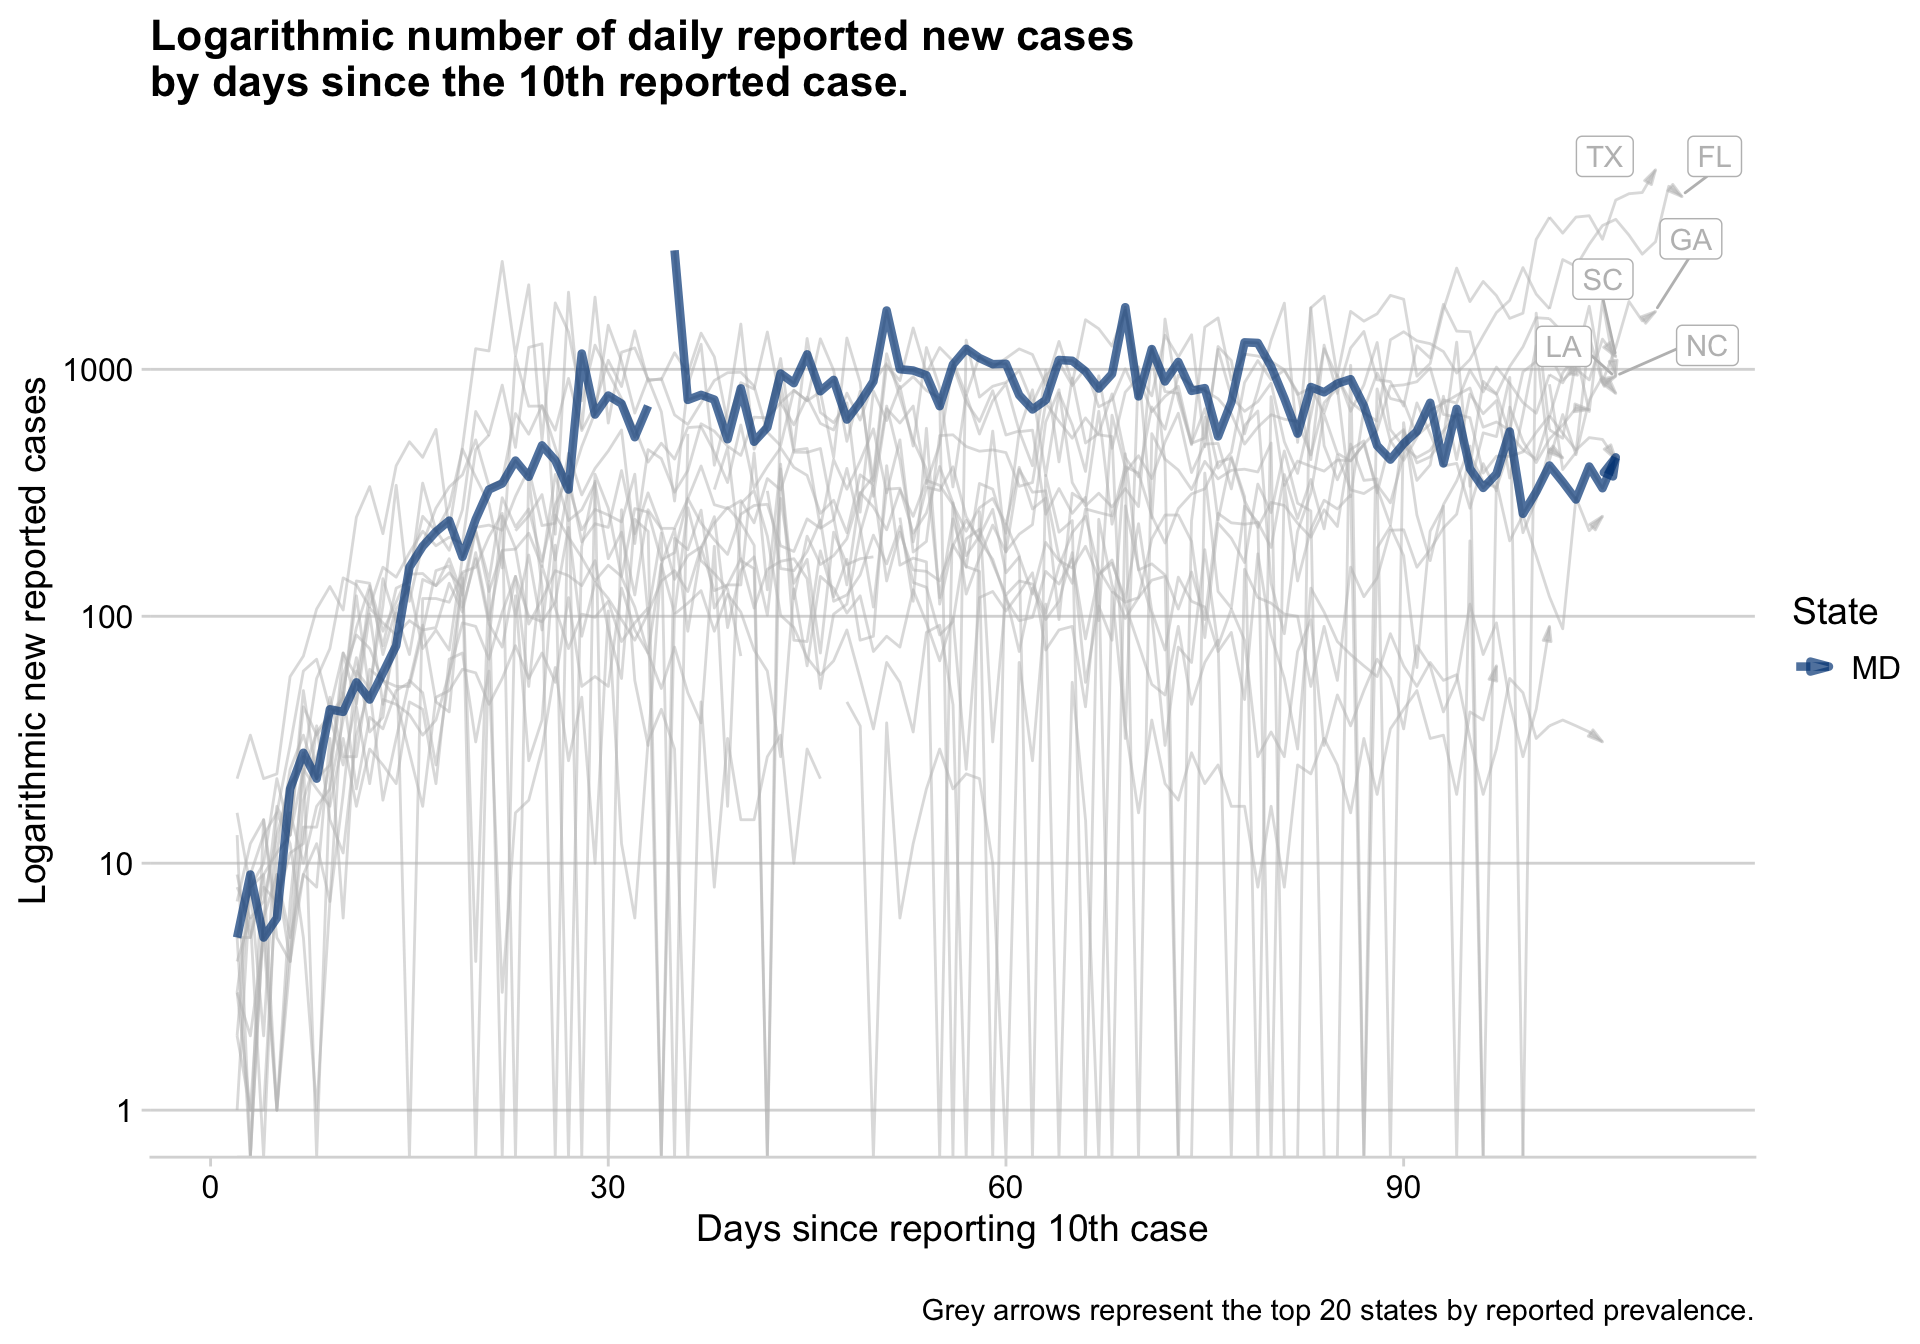 Logarithmic number of daily reported new cases
by days since the 10th reported case.
TX
FL
GA
SC
LA
NC
Logarithmic new reported cases
1000
100
10
1
0
30
60
90
Days since reporting 10th case
State
MD
Grey arrows represent the top 20 states by reported prevalence.